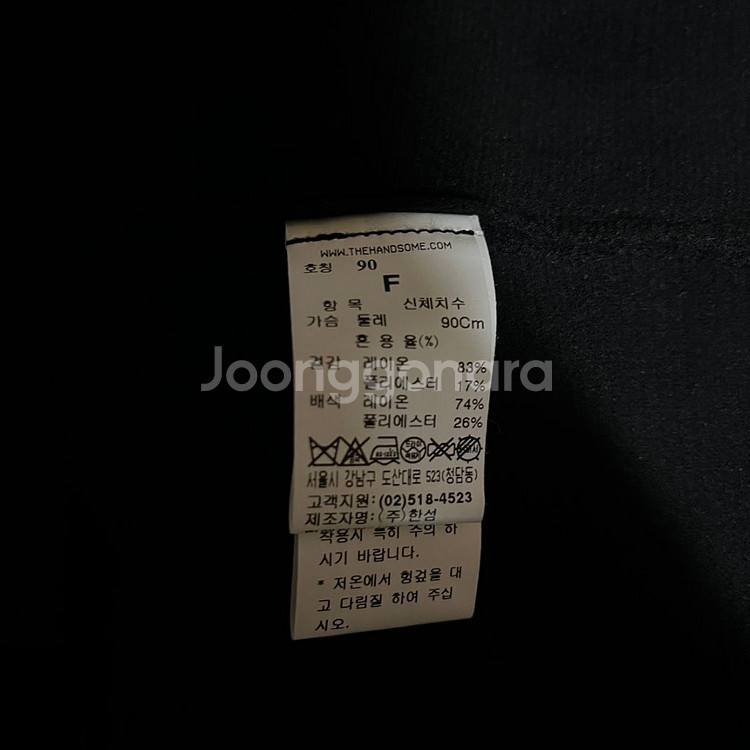 WWW.THEHANDSOME.COM
호칭 90
F
항 목 신체치수
가슴 둘레 90Cm
혼 용 율(%)
겉감 레이온 83%
Joonggonara
폴리에스터 17%
배색 레이온 74%
폴리에스터 26%
서울시 강남구 도산대로 523(청담동)
고객지원: (02)518-4523
제조자명: (주)한섬
착용시 특히 주의 하
시기 바랍니다.
* 저온에서 헝겊을 대
고 다림질 하여 주십
시오.